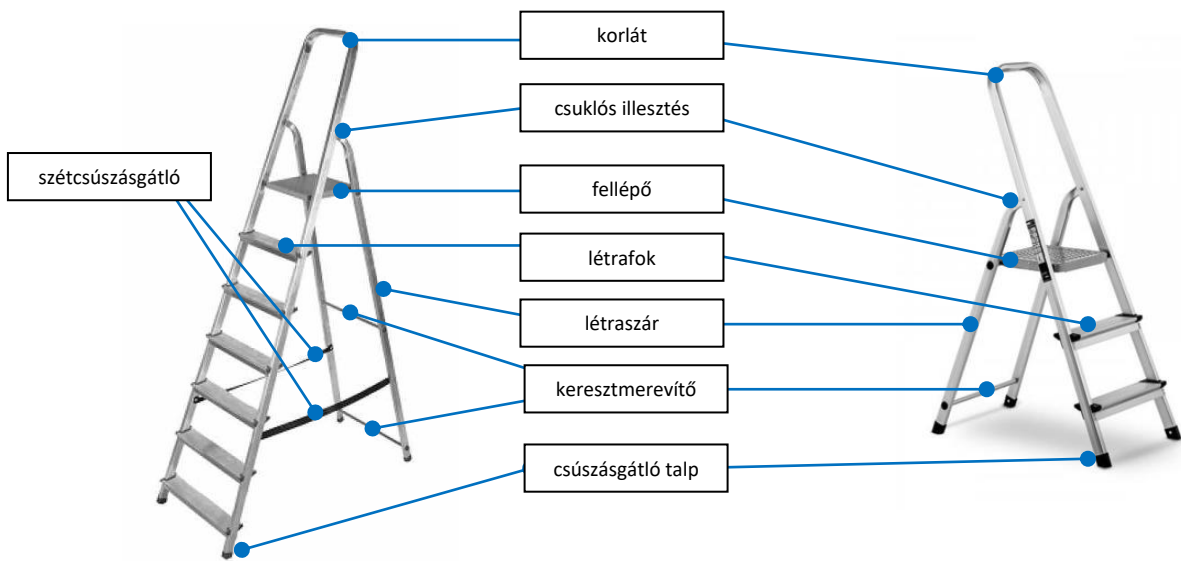 korlát
csuklós illesztés
szétcsúszásgátló
fellépő
létrafok
létraszár
keresztmerevítő
csúszásgátló talp